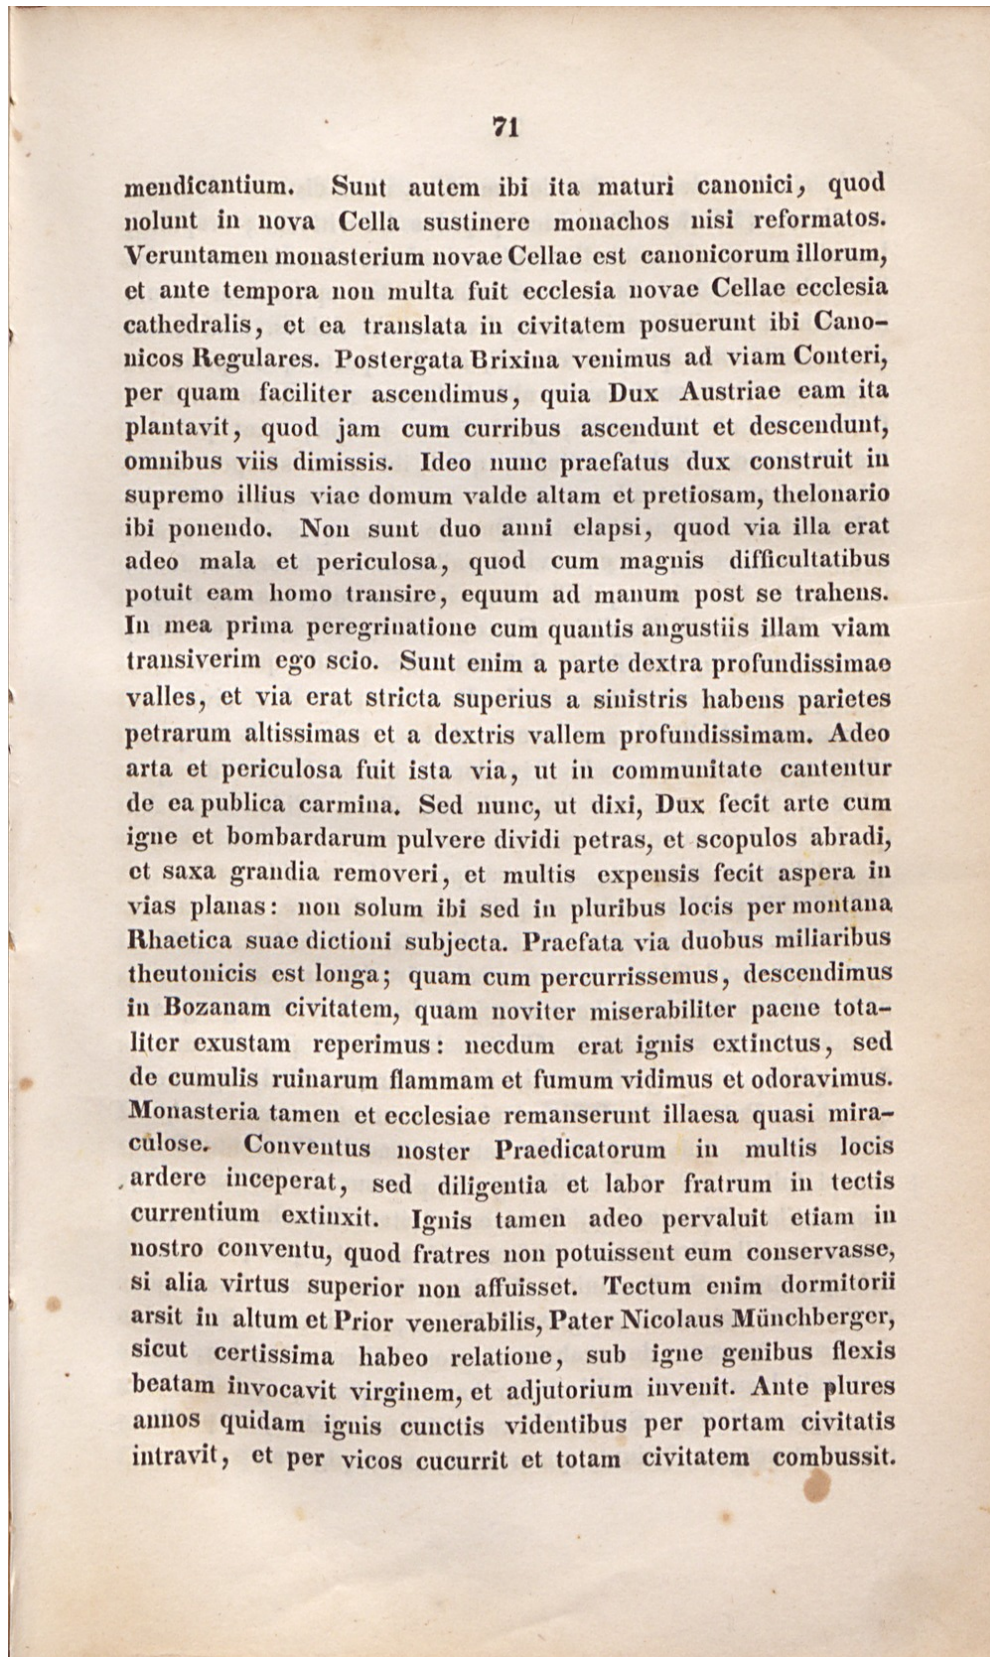 71
mendicantium. Sunt autem ibi ita maturi canonici, quod
nolunt in nova Cella sustinere monachos nisi reformatos.
Veruntamen monasterium novae Cellae est canonicorum illorum,
et ante tempora non multa fuit ecclesia novae Cellae ecclesia
cathedralis, et ea translata in civitatem posuerunt ibi Cano-
nicos Regulares. Postergata Brixina venimus ad viam Conteri,
per quam faciliter ascendimus, quia Dux Austriae eam ita
plantavit, quod jam cum curribus ascendunt et descendunt,
omnibus viis dimissis. Ideo nunc praefatus dux construit in
supremo illius viae domum valde altam et pretiosam, thelonario
ibi ponendo. Non sunt duo anni elapsi, quod via illa erat
adeo mala et periculosa, quod cum magnis difficultatibus
potuit eam homo transire, equum ad manum post se trahens.
In mea prima peregrinatione cum quantis angustiis illam viam
transiverim ego scio. Sunt enim a parte dextra profundissimae
valles, et via erat stricta superius a sinistris habens parietes
petrarum altissimas et a dextris vallem profundissimam. Adeo
arta et periculosa fuit ista via, ut in communitate cantentur
de ea publica carmina. Sed nunc, ut dixi, Dux fecit arte cum
igne et bombardarum pulvere dividi petras, et scopulos abradi,
et saxa grandia removeri, et multis expensis fecit aspera in
vias planas: non solum ibi sed in pluribus locis per montana
Rhaetica suae dictioni subjecta. Praefata via duobus miliaribus
theutonicis est longa; quam cum percurrissemus, descendimus
in Bozanam civitatem, quam noviter miserabiliter paene tota-
liter exustam reperimus: necdum erat ignis extinctus, sed
de cumulis ruinarum flammam et fumum vidimus et odoravimus.
Monasteria tamen et ecclesiae remanserunt illaesa quasi mira-
culose. Conventus noster Praedicatorum in multis locis
ardere inceperat, sed diligentia et labor fratrum in tectis
currentium extinxit. Ignis tamen adeo pervaluit etiam in
nostro conventu, quod fratres non potuissent eum conservasse,
si alia virtus superior non affuisset. Tectum enim dormitorii
arsit in altum et Prior venerabilis, Pater Nicolaus Münchberger,
sicut certissima habeo relatione, sub igne genibus flexis
beatam invocavit virginem, et adjutorium invenit. Ante plures
annos quidam ignis cunctis videntibus per portam civitatis
intravit, et per vicos cucurrit et totam civitatem combussit.